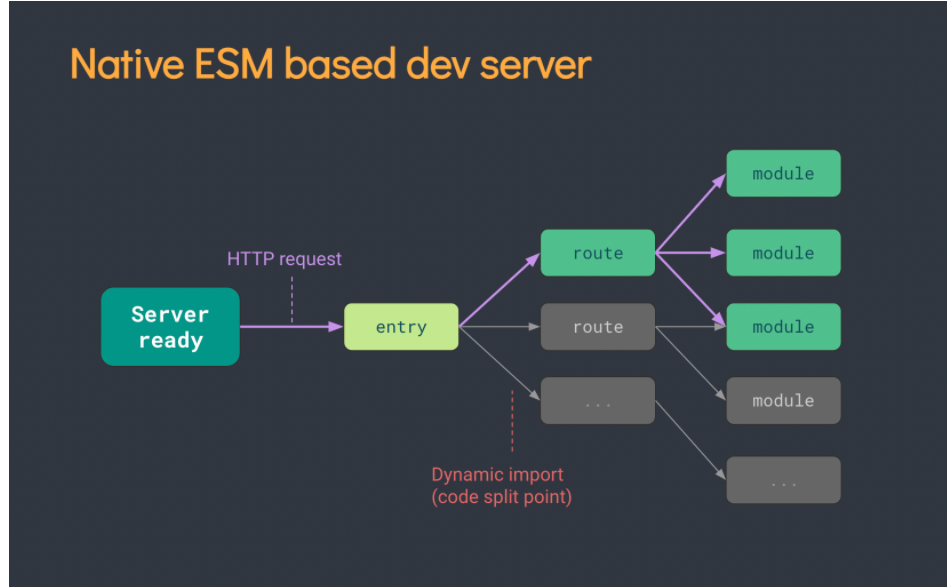 Native ESM based dev server
HTTP request
Server
ready
entry
route
route
...
module
module
module
module
...
Dynamic import
(code split point)